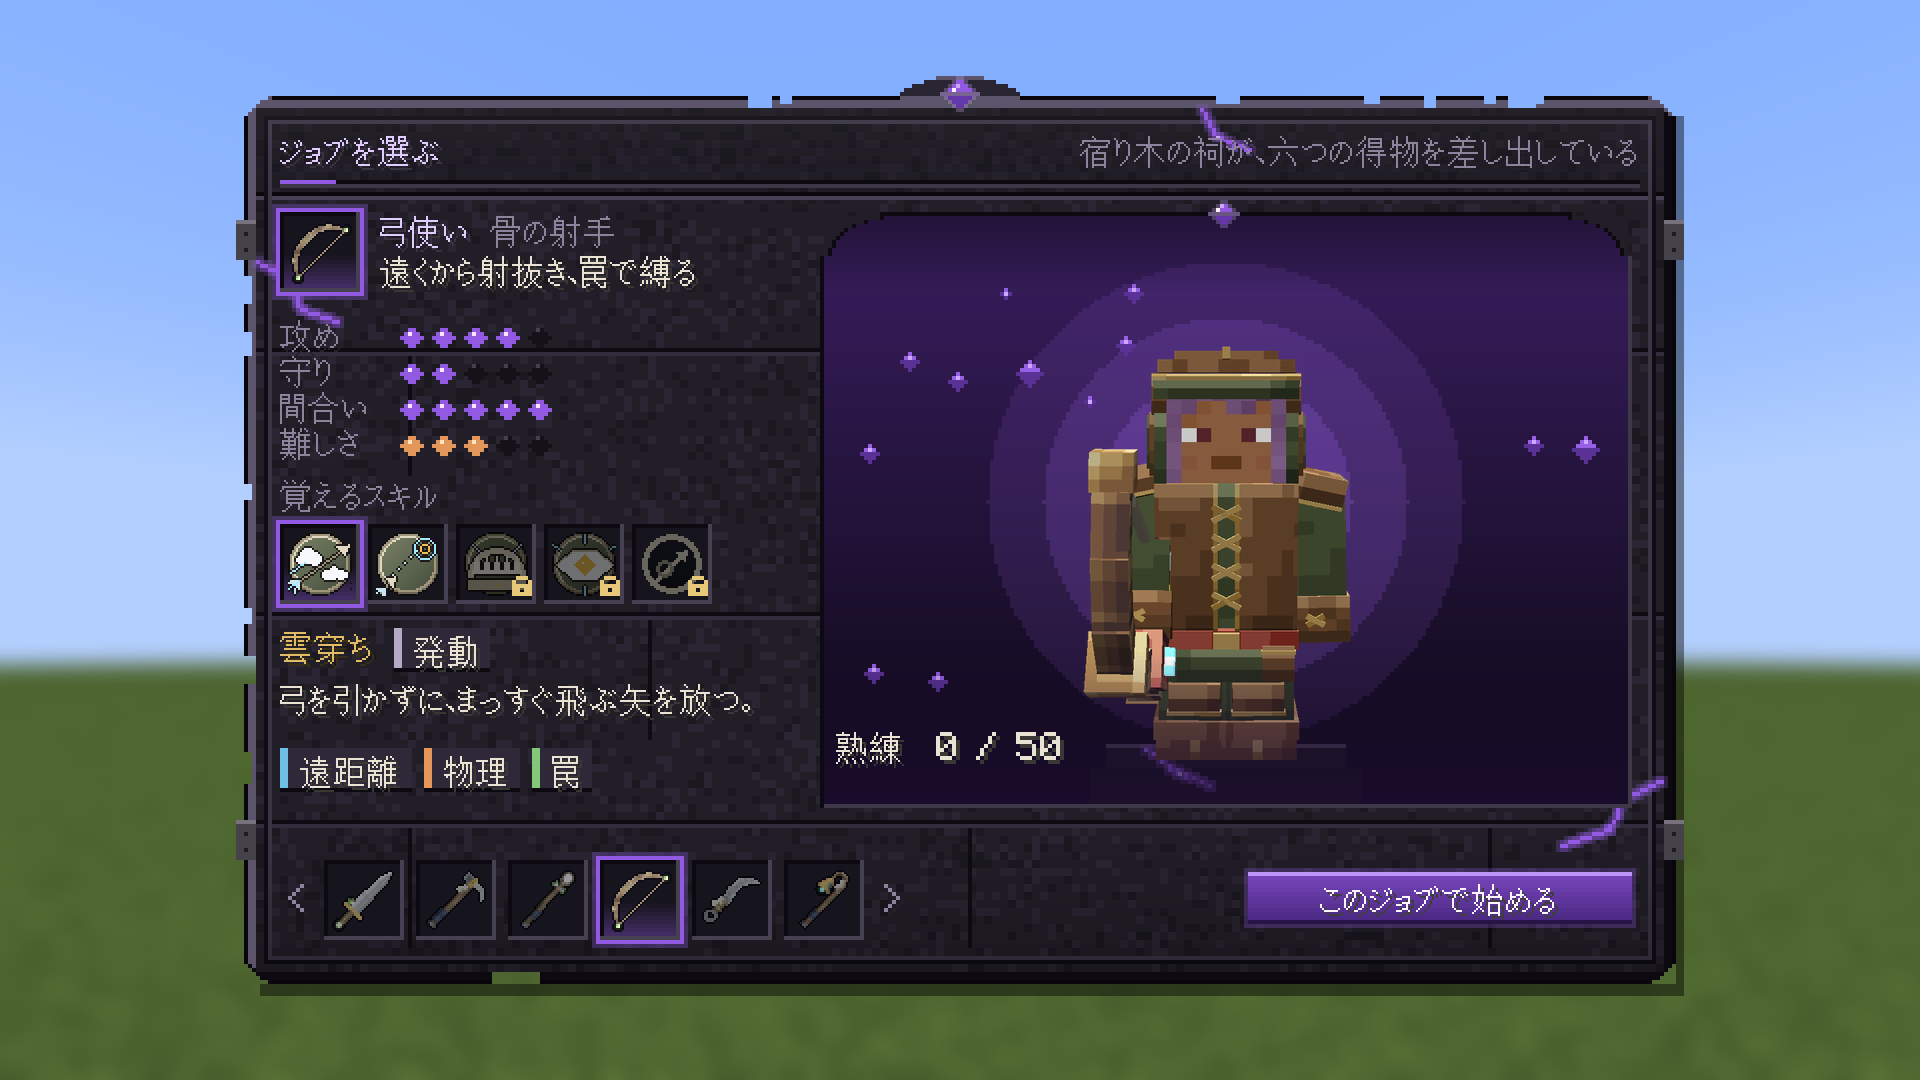 ジョブを選ぶ
宿り木の祠が、六つの得物を差し出している
弓使い 骨の射手
遠くから射抜き、罠で縛る
攻め
守り
間合い
難しさ
覚えるスキル
雲穿ち 発動
弓を引かずに、まっすぐ飛ぶ矢を放つ。
遠距離 物理 罠
熟練 0 / 50
このジョブで始める